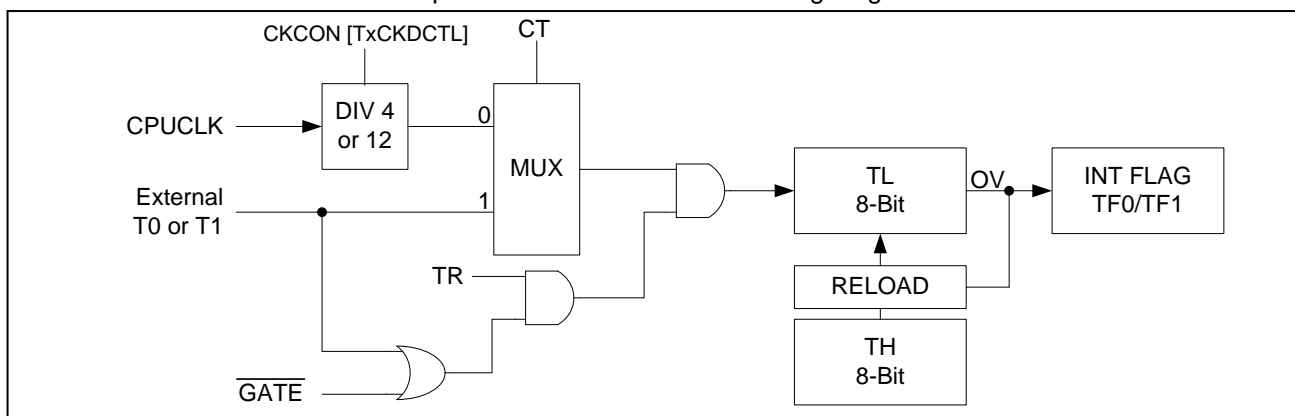 CKCON [TxCKDCTL]
CT
DIV 4
or 12
CPUCLK
0
MUX
External
T0 or T1
1
TL
8-Bit
OV
INT FLAG
TF0/TF1
TR
RELOAD
TH
8-Bit
GATE